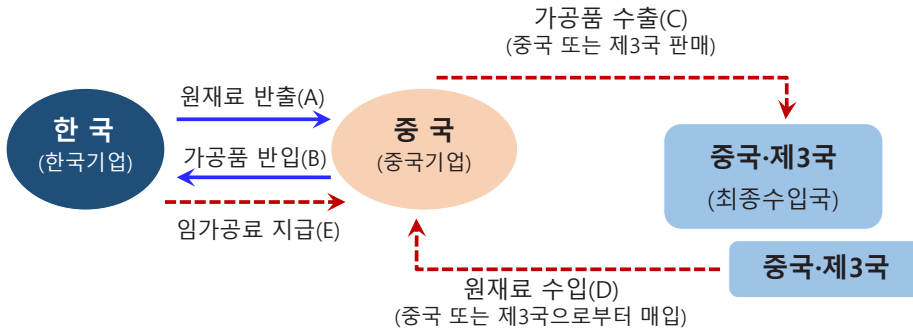 가공품 수출(C)
(중국 또는 제3국 판매)
원재료 반출(A)
한 국
(한국기업)
중 국
(중국기업)
가공품 반입(B)
임가공료 지급(E)
중국·제3국
(최종수입국)
중국·제3국
원재료 수입(D)
(중국 또는 제3국으로부터 매입)